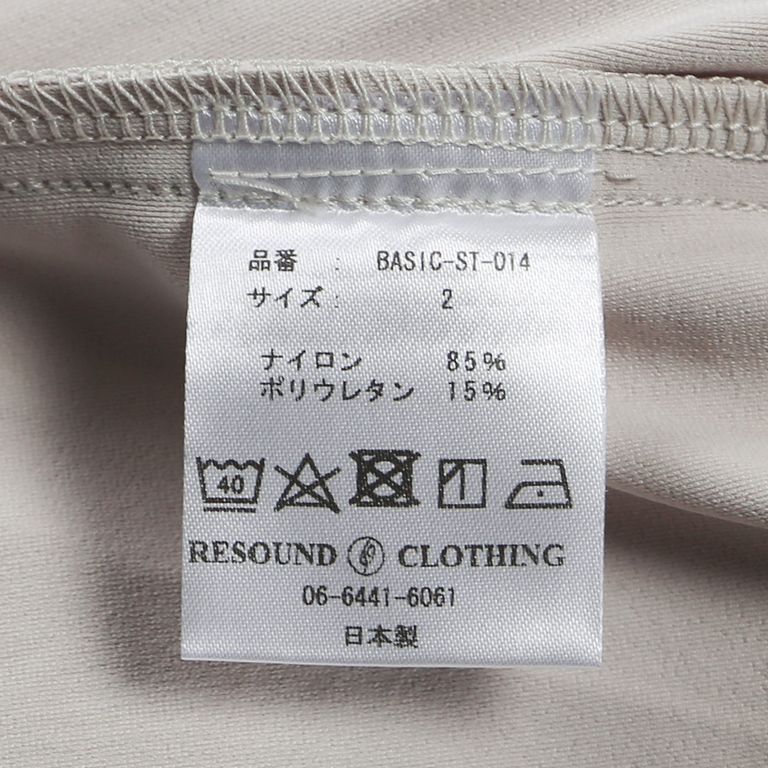 品番 : BASIC-ST-014
サイズ : 2
ナイロン 85%
ポリウレタン 15%
40
RESOUND CLOTHING
06-6441-6061
日本製